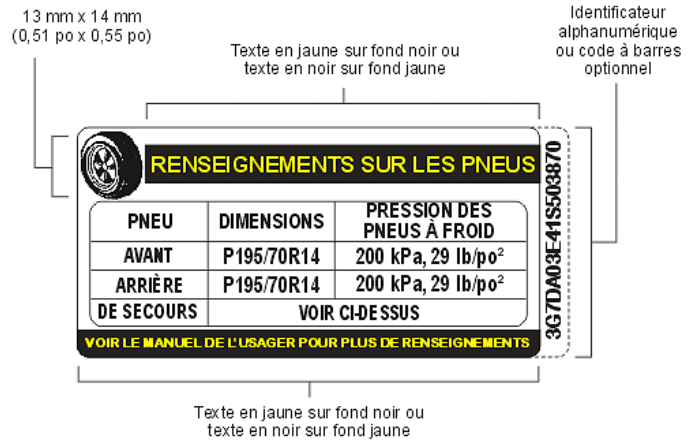 13 mm x 14 mm
(0,51 po x 0,55 po)
Texte en jaune sur fond noir ou
texte en noir sur fond jaune
Identificateur
alphanumérique
ou code à barres
optionnel
RENSEIGNEMENTS SUR LES PNEUS
PNEU DIMENSIONS PRESSION DES
PNEUS À FROID
AVANT P195/70R14 200 kPa, 29 lb/po²
ARRIÈRE P195/70R14 200 kPa, 29 lb/po²
DE SECOURS VOIR CI-DESSUS
VOIR LE MANUEL DE L'USAGER POUR PLUS DE RENSEIGNEMENTS
3G7DA03E41S503870
Texte en jaune sur fond noir ou
texte en noir sur fond jaune